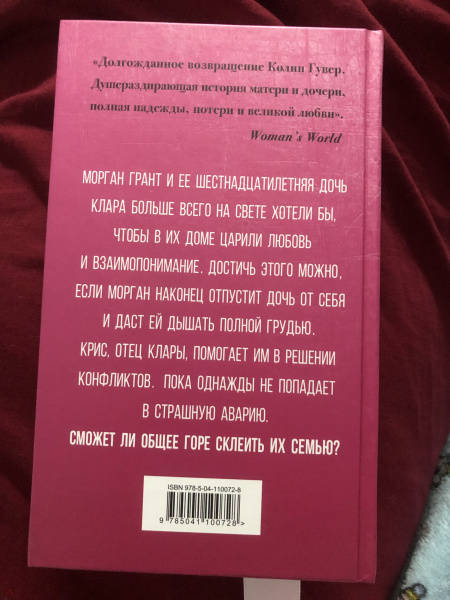 «Долгожданное возвращение Колин Гувер.
Душераздирающая история матери и дочери,
полная надежды, потери и великой любви».
Woman's World
МОРГАН ГРАНТ И ЕЕ ШЕСТНАДЦАТИЛЕТНЯЯ ДОЧЬ
КЛАРА БОЛЬШЕ ВСЕГО НА СВЕТЕ ХОТЕЛИ БЫ,
ЧТОБЫ В ИХ ДОМЕ ЦАРИЛИ ЛЮБОВЬ
И ВЗАИМОПОНИМАНИЕ. ДОСТИЧЬ ЭТОГО МОЖНО,
ЕСЛИ МОРГАН НАКОНЕЦ ОТПУСТИТ ДОЧЬ ОТ СЕБЯ
И ДАСТ ЕЙ ДЫШАТЬ ПОЛНОЙ ГРУДЬЮ.
КРИС, ОТЕЦ КЛАРЫ, ПОМОГАЕТ ИМ В РЕШЕНИИ
КОНФЛИКТОВ. ПОКА ОДНАЖДЫ НЕ ПОПАДАЕТ
В СТРАШНУЮ АВАРИЮ.
СМОЖЕТ ЛИ ОБЩЕЕ ГОРЕ СКЛЕИТЬ ИХ СЕМЬЮ?
ISBN 978-5-04-110072-8
9 785041 100728 >